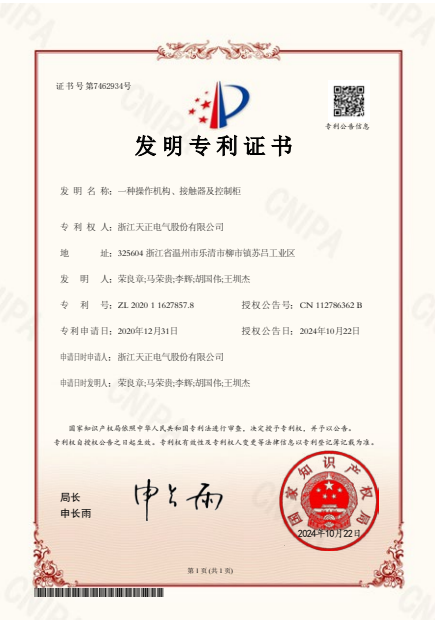 证书号第7462934号
专利公告信息
发明专利证书
发明名称：一种操作机构、接触器及控制柜
专利权人：浙江天正电气股份有限公司
地址：325604 浙江省温州市乐清市柳市镇苏吕工业区
发明人：荣良章;马荣贵;李辉;胡国伟;王圳杰
专利号：ZL 2020 1 1627857.8 授权公告号：CN 112786362 B
专利申请日：2020年12月31日 授权公告日：2024年10月22日
申请日时申请人：浙江天正电气股份有限公司
申请日时发明人：荣良章;马荣贵;李辉;胡国伟;王圳杰
国家知识产权局依照中华人民共和国专利法进行审查，决定授予专利权，并予以公告。
专利权自授权公告之日起生效。专利权有效性及专利权人变更等法律信息以专利登记簿记载为准。
局长
申长雨
申长雨
国家知识产权局
2024年10月22日
第 1 页 (共 1 页)
CNIPA